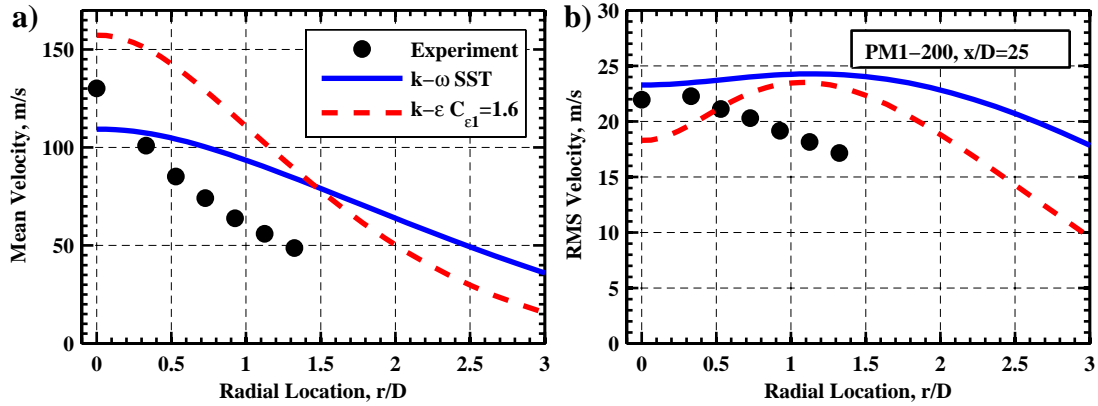 a)
Mean Velocity, m/s
150
100
50
0
Experiment
k−ω SST
k−ε Cε1=1.6
0 0.5 1 1.5 2 2.5 3
Radial Location, r/D
b)
RMS Velocity, m/s
30
25
20
15
10
5
0
PM1−200, x/D=25
0 0.5 1 1.5 2 2.5 3
Radial Location, r/D